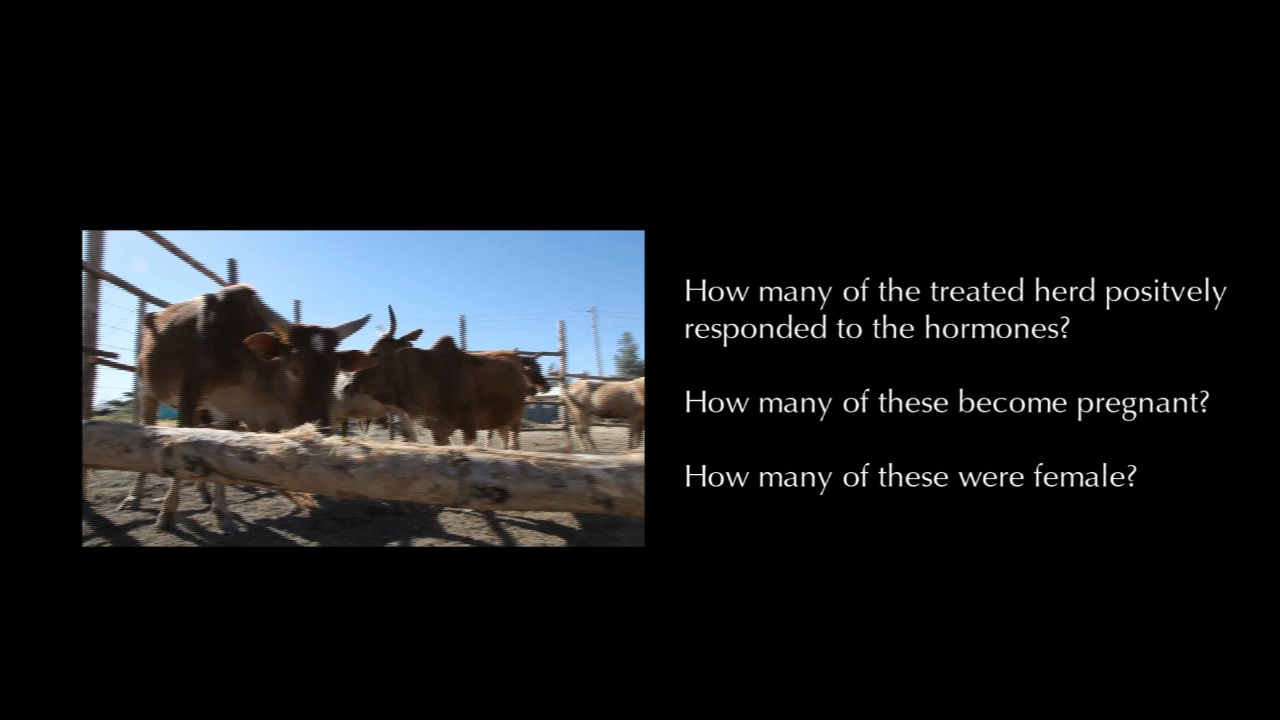 How many of the treated herd positvely
responded to the hormones?
How many of these become pregnant?
How many of these were female?